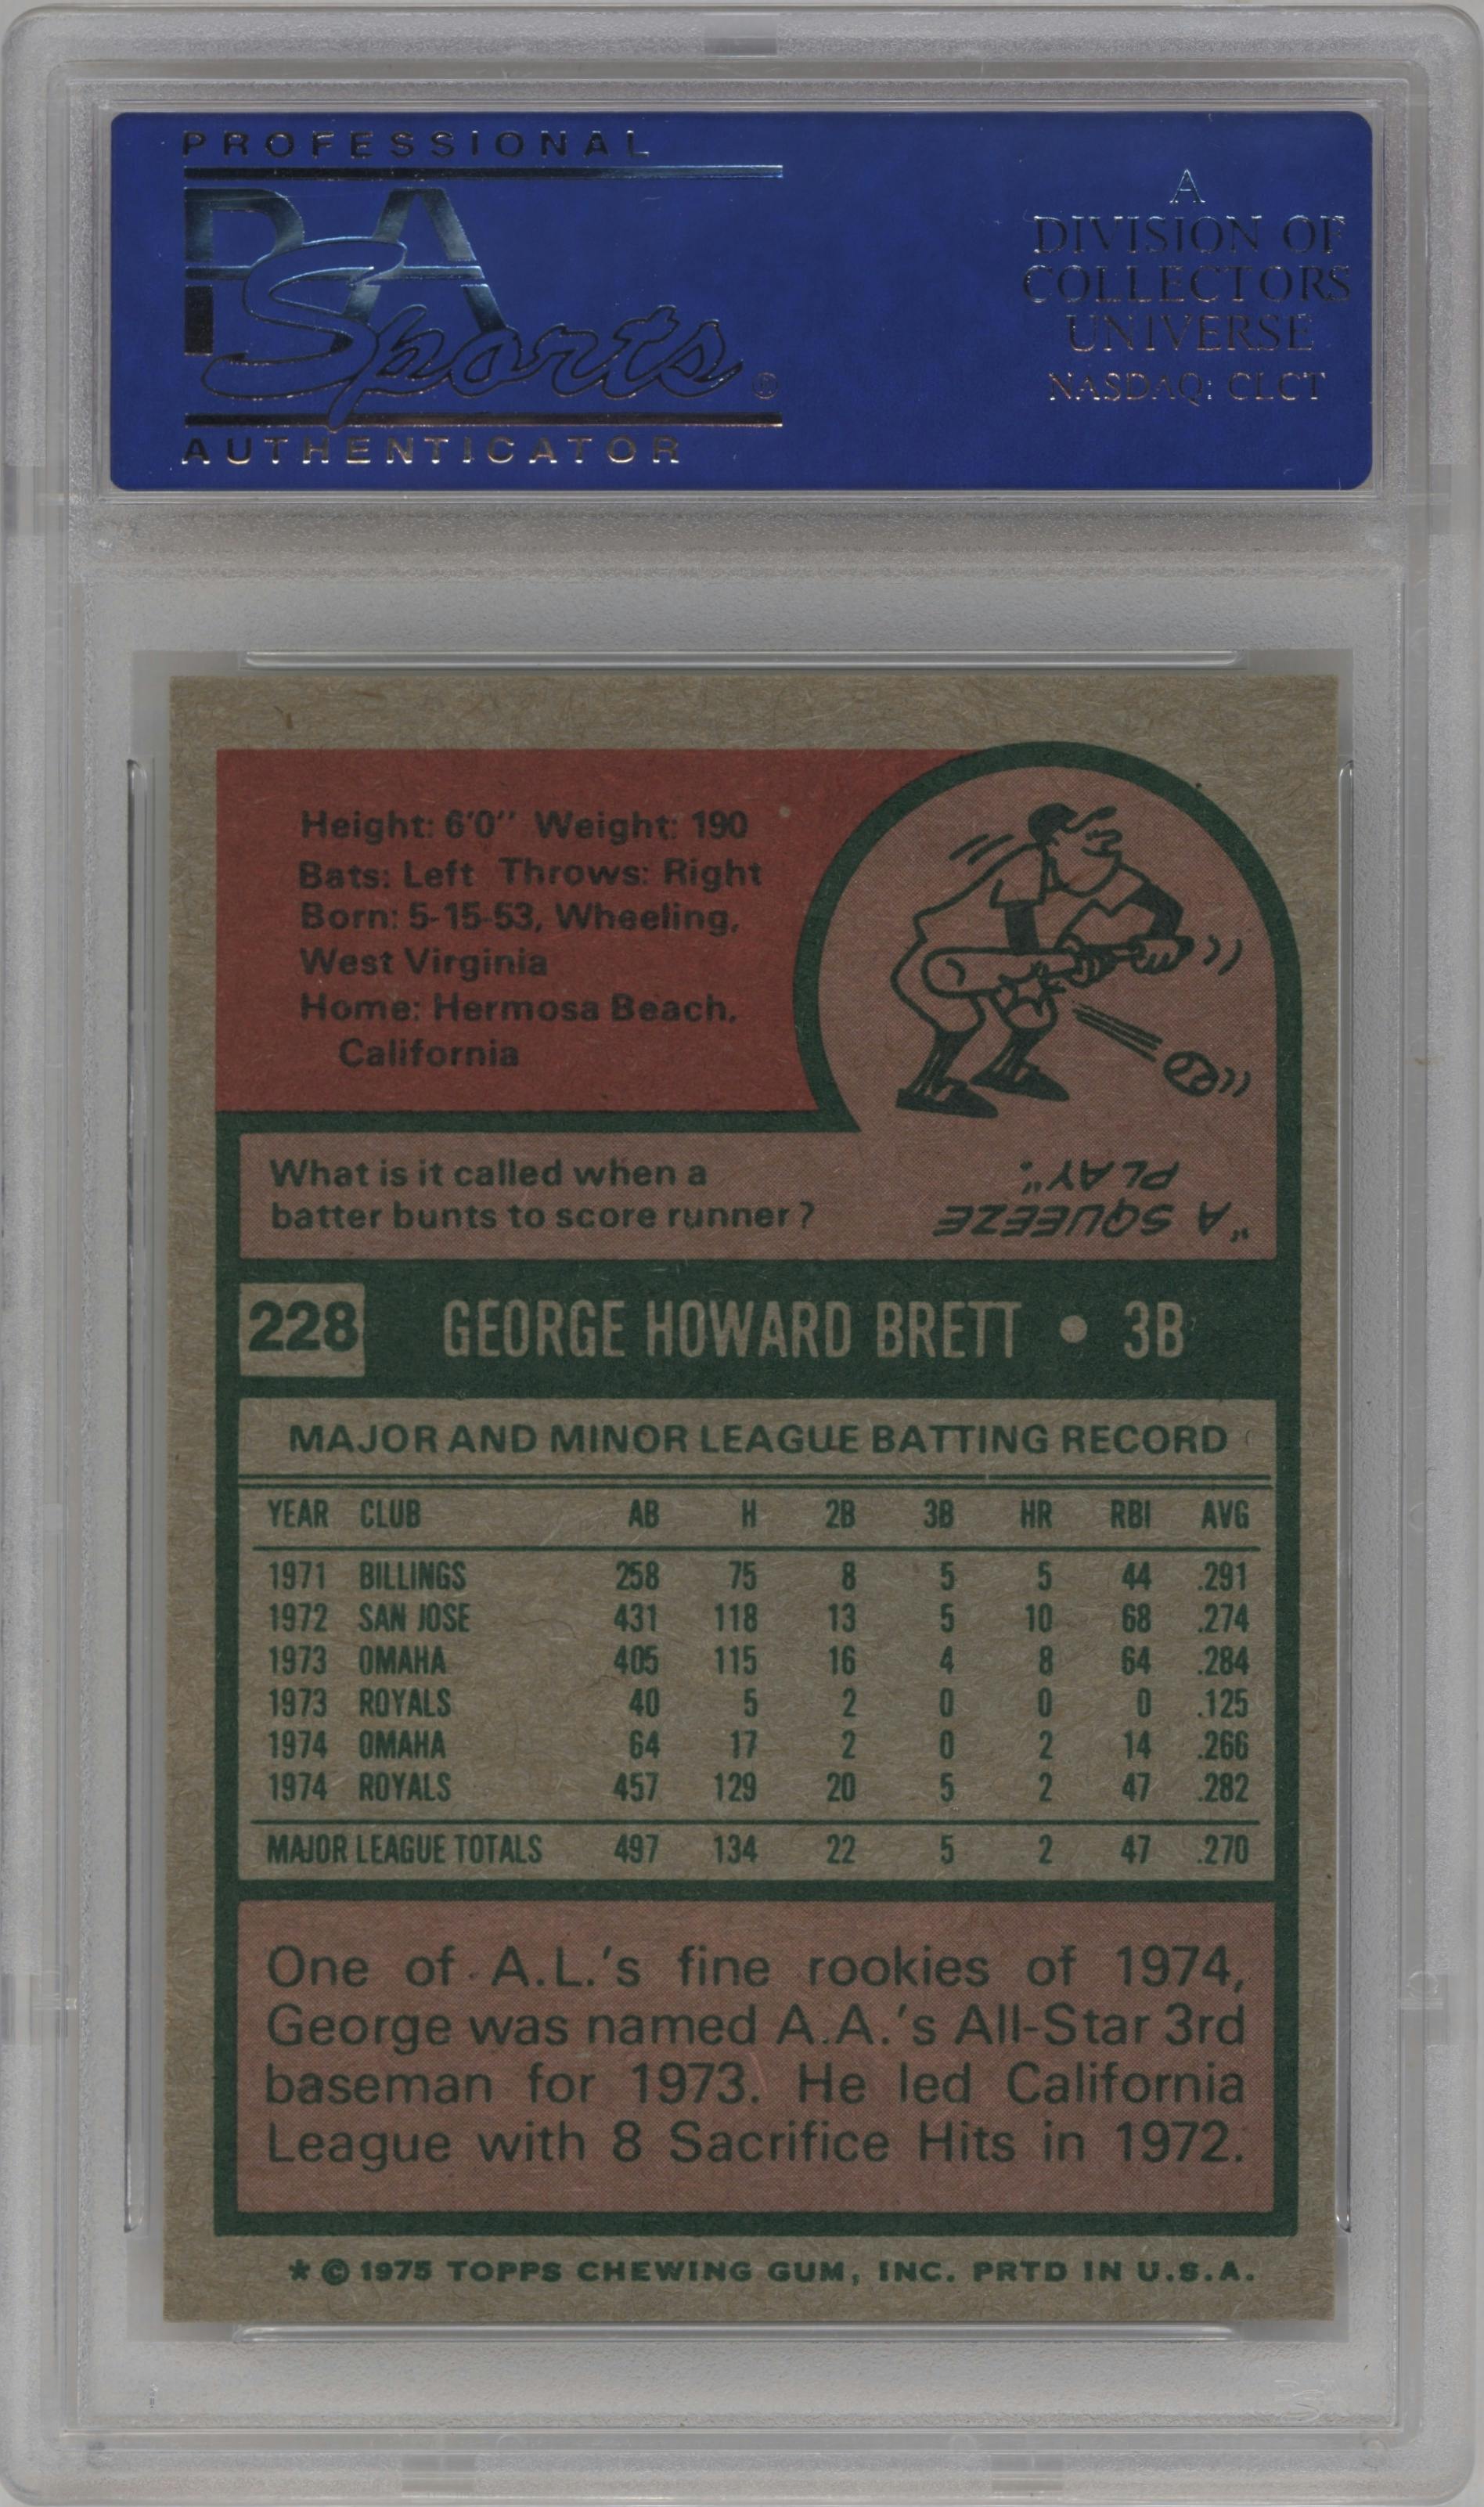 PROFESSIONAL
PSA
Sports®
AUTHENTICATOR
A
DIVISION OF
COLLECTORS
UNIVERSE
NASDAQ: CLCT
Height: 6'0" Weight: 190
Bats: Left Throws: Right
Born: 5-15-53, Wheeling,
West Virginia
Home: Hermosa Beach,
California
What is it called when a
batter bunts to score runner?
"A SQUEEZE
PLAY".
228 GEORGE HOWARD BRETT • 3B
MAJOR AND MINOR LEAGUE BATTING RECORD
YEAR CLUB AB H 2B 3B HR RBI AVG
1971 BILLINGS 258 75 8 5 5 44 .291
1972 SAN JOSE 431 118 13 5 10 68 .274
1973 OMAHA 405 115 16 4 8 64 .284
1973 ROYALS 40 5 2 0 0 0 .125
1974 OMAHA 64 17 2 0 2 14 .266
1974 ROYALS 457 129 20 5 2 47 .282
MAJOR LEAGUE TOTALS 497 134 22 5 2 47 .270
One of A.L.'s fine rookies of 1974,
George was named A.A.'s All-Star 3rd
baseman for 1973. He led California
League with 8 Sacrifice Hits in 1972.
* © 1975 TOPPS CHEWING GUM, INC. PRTD IN U.S.A.